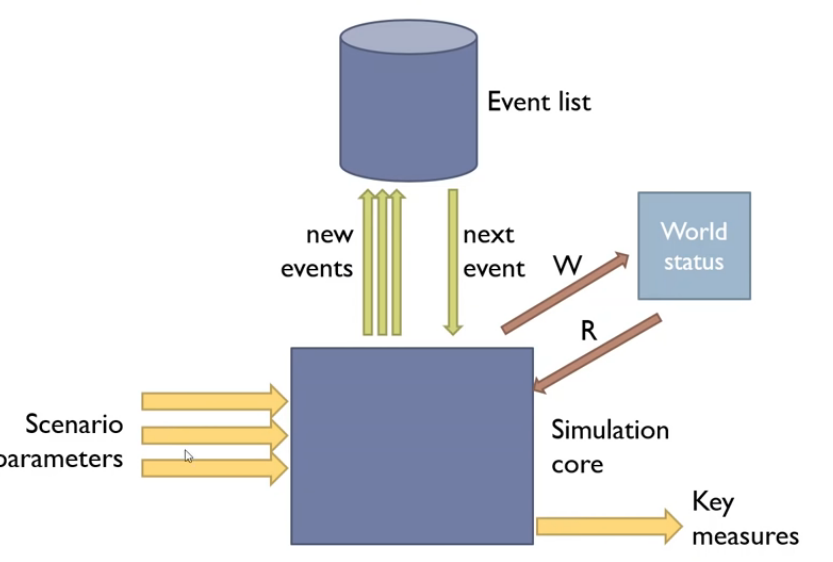 Event list
new
events
next
event
W
World
status
R
Scenario
parameters
Simulation
core
Key
measures